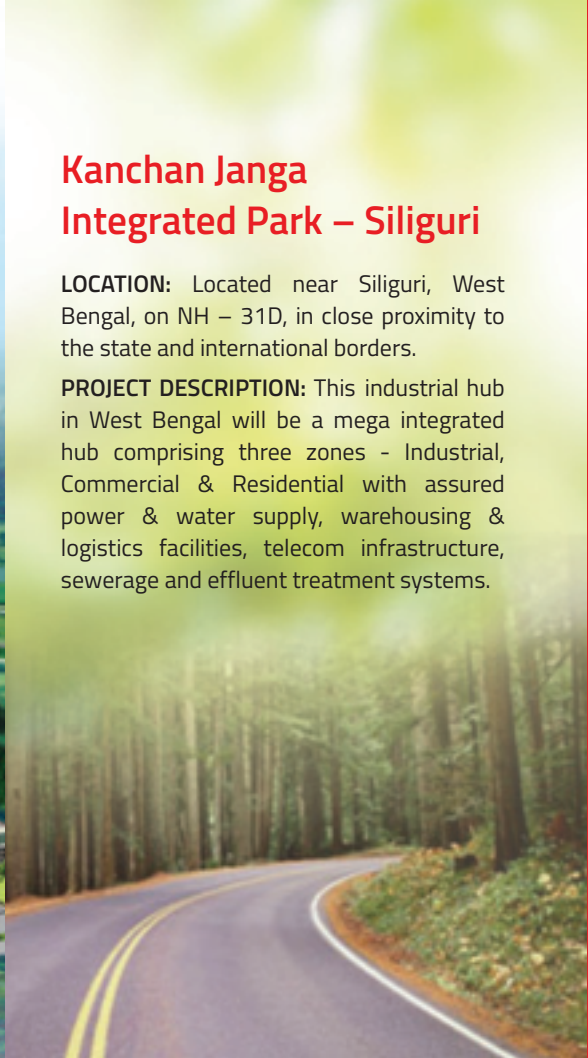 Kanchan Janga
Integrated Park – Siliguri
LOCATION: Located near Siliguri, West
Bengal, on NH – 31D, in close proximity to
the state and international borders.
PROJECT DESCRIPTION: This industrial hub
in West Bengal will be a mega integrated
hub comprising three zones - Industrial,
Commercial & Residential with assured
power & water supply, warehousing &
logistics facilities, telecom infrastructure,
sewerage and effluent treatment systems.